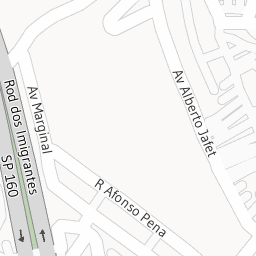 Av Marginal
Av Alberto Jafet
Rod dos Imigrantes
SP 160
R Afonso Pena